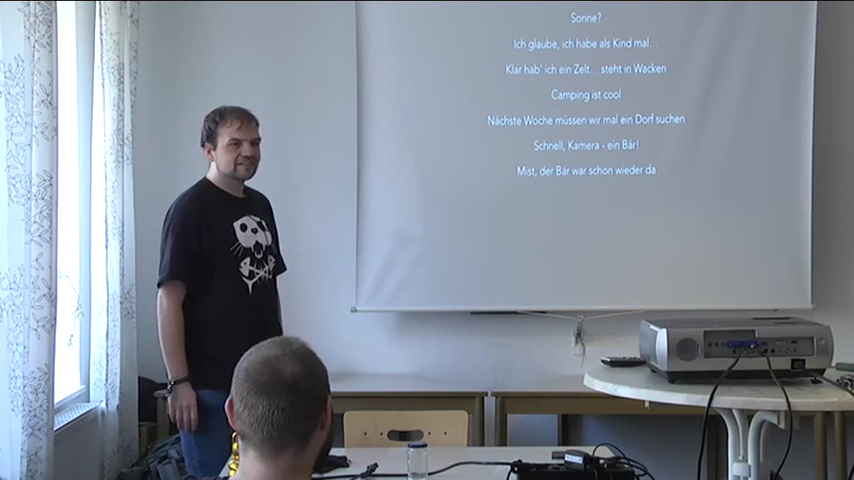 Sonne?
Ich glaube, ich habe als Kind mal...
Klar hab' ich ein Zelt... steht in Wacken
Camping ist cool
Nächste Woche müssen wir mal ein Dorf suchen
Schnell, Kamera - ein Bär!
Mist, der Bär war schon wieder da